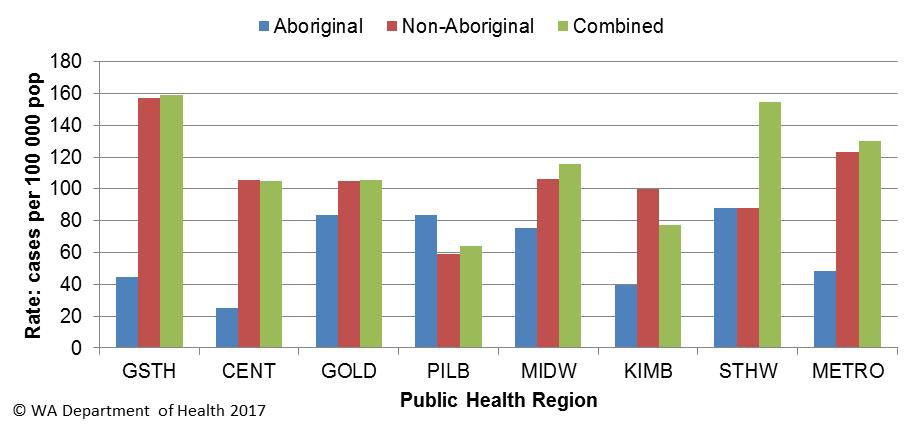 Aboriginal Non-Aboriginal Combined
Rate: cases per 100 000 pop
180
160
140
120
100
80
60
40
20
0
GSTH CENT GOLD PILB MIDW KIMB STHW METRO
Public Health Region
© WA Department of Health 2017